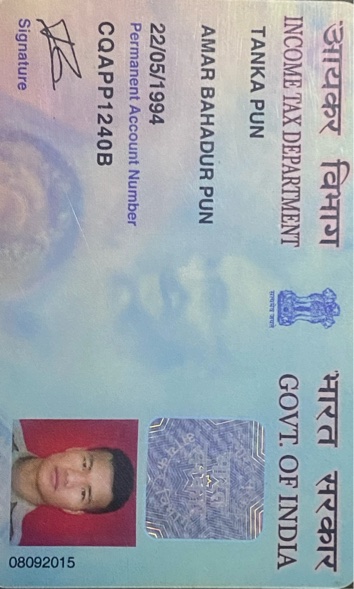 आयकर विभाग
INCOME TAX DEPARTMENT
भारत सरकार
GOVT. OF INDIA
सत्यमेव जयते
TANKA PUN
AMAR BAHADUR PUN
22/05/1994
Permanent Account Number
CQAPP1240B
Signature
08092015